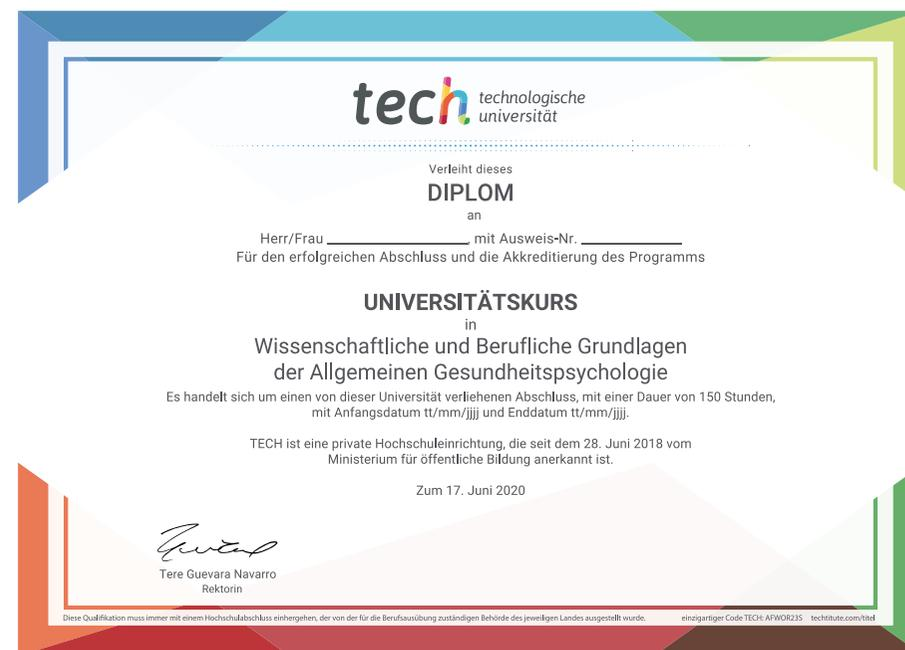 tech technologische
universität
Verleiht dieses
DIPLOM
an
Herr/Frau ____________, mit Ausweis-Nr. ____________
Für den erfolgreichen Abschluss und die Akkreditierung des Programms
UNIVERSITÄTSKURS
in
Wissenschaftliche und Berufliche Grundlagen
der Allgemeinen Gesundheitspsychologie
Es handelt sich um einen von dieser Universität verliehenen Abschluss, mit einer Dauer von 150 Stunden,
mit Anfangsdatum tt/mm/jjjj und Enddatum tt/mm/jjjj.
TECH ist eine private Hochschuleinrichtung, die seit dem 28. Juni 2018 vom
Ministerium für öffentliche Bildung anerkannt ist.
Zum 17. Juni 2020
Tere Guevara Navarro
Rektorin
Diese Qualifikation muss immer mit einem Hochschulabschluss einhergehen, der von der für die Berufsausübung zuständigen Behörde des jeweiligen Landes ausgestellt wurde. einzigartiger Code TECH: AFWOR23S techtitute.com/titel